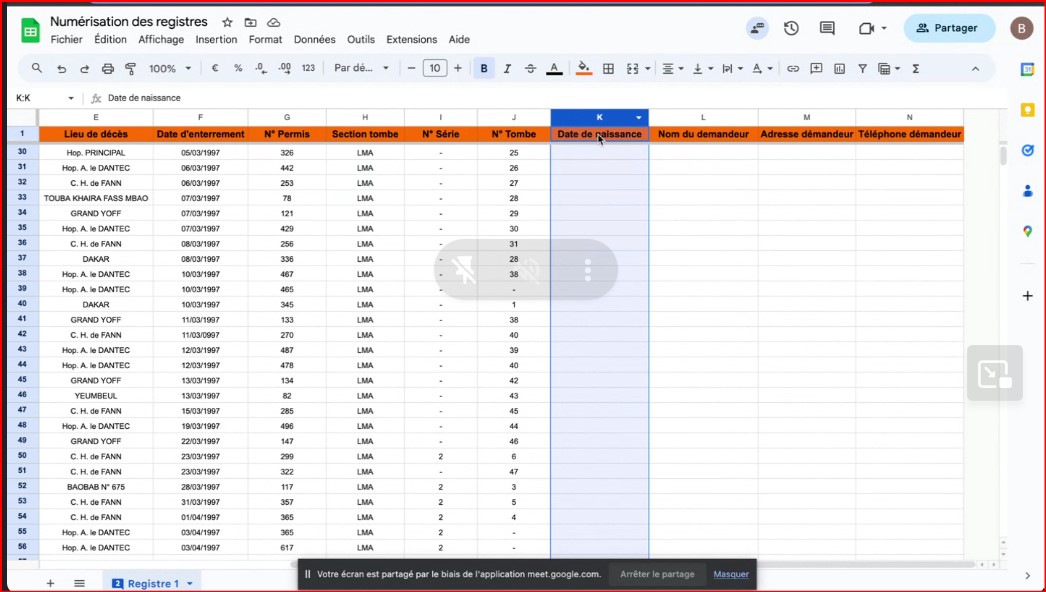 Numérisation des registres
Fichier Édition Affichage Insertion Format Données Outils Extensions Aide
Partager
B
100% € % .0 .00 123 Par dé... − 10 + B I S A
K:K fx Date de naissance
E F G H I J K L M N
1 Lieu de décès Date d'enterrement N° Permis Section tombe N° Série N° Tombe Date de naissance Nom du demandeur Adresse démandeur Téléphone démandeur
30 Hop. PRINCIPAL 05/03/1997 326 LMA - 25
31 Hop. A. le DANTEC 06/03/1997 442 LMA - 26
32 C. H. de FANN 06/03/1997 253 LMA - 27
33 TOUBA KHAIRA FASS MBAO 07/03/1997 78 LMA - 28
34 GRAND YOFF 07/03/1997 121 LMA - 29
35 Hop. A. le DANTEC 07/03/1997 429 LMA - 30
36 C. H. de FANN 08/03/1997 256 LMA - 31
37 DAKAR 08/03/1997 336 LMA - 28
38 Hop. A. le DANTEC 10/03/1997 467 LMA - 38
39 Hop. A. le DANTEC 10/03/1997 465 LMA - -
40 DAKAR 10/03/1997 345 LMA - 1
41 GRAND YOFF 11/03/1997 133 LMA - 38
42 C. H. de FANN 11/03/0997 270 LMA - 40
43 Hop. A. le DANTEC 12/03/1997 487 LMA - 39
44 Hop. A. le DANTEC 12/03/1997 478 LMA - 40
45 GRAND YOFF 13/03/1997 134 LMA - 42
46 YEUMBEUL 13/03/1997 82 LMA - 43
47 C. H. de FANN 15/03/1997 285 LMA - 45
48 Hop. A. le DANTEC 19/03/1997 496 LMA - 44
49 GRAND YOFF 22/03/1997 147 LMA - 46
50 C. H. de FANN 23/03/1997 299 LMA 2 6
51 C. H. de FANN 23/03/1997 322 LMA - 47
52 BAOBAB N° 675 28/03/1997 117 LMA 2 3
53 C. H. de FANN 31/03/1997 357 LMA 2 5
54 C. H. de FANN 01/04/1997 365 LMA 2 4
55 Hop. A. le DANTEC 03/04/1997 365 LMA 2 -
56 Hop. A. le DANTEC 03/04/1997 617 LMA 2 -
Votre écran est partagé par le biais de l'application meet.google.com. Arrêter le partage Masquer
2 Registre 1